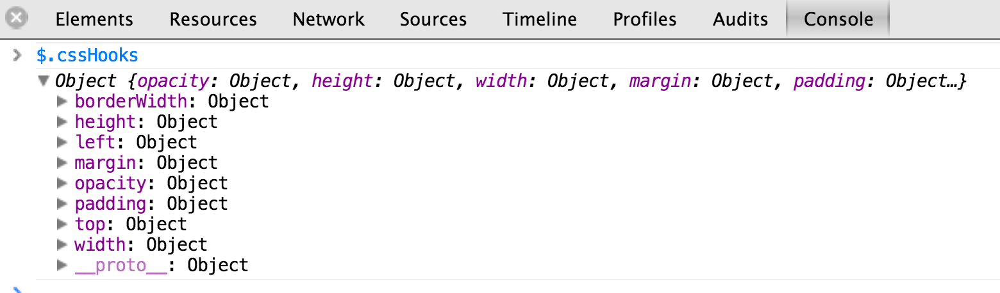 Elements Resources Network Sources Timeline Profiles Audits Console
$.cssHooks
Object {opacity: Object, height: Object, width: Object, margin: Object, padding: Object…}
borderWidth: Object
height: Object
left: Object
margin: Object
opacity: Object
padding: Object
top: Object
width: Object
__proto__: Object